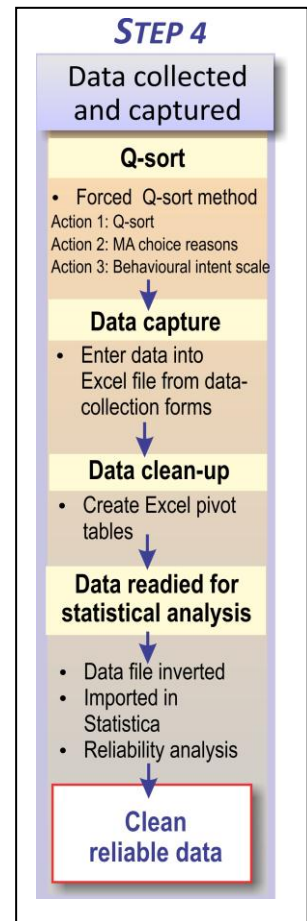 STEP 4
Data collected
and captured
Q-sort
• Forced Q-sort method
Action 1: Q-sort
Action 2: MA choice reasons
Action 3: Behavioural intent scale
Data capture
• Enter data into
Excel file from data-
collection forms
Data clean-up
• Create Excel pivot
tables
Data readied for
statistical analysis
• Data file inverted
• Imported in
Statistica
• Reliability analysis
Clean
reliable data